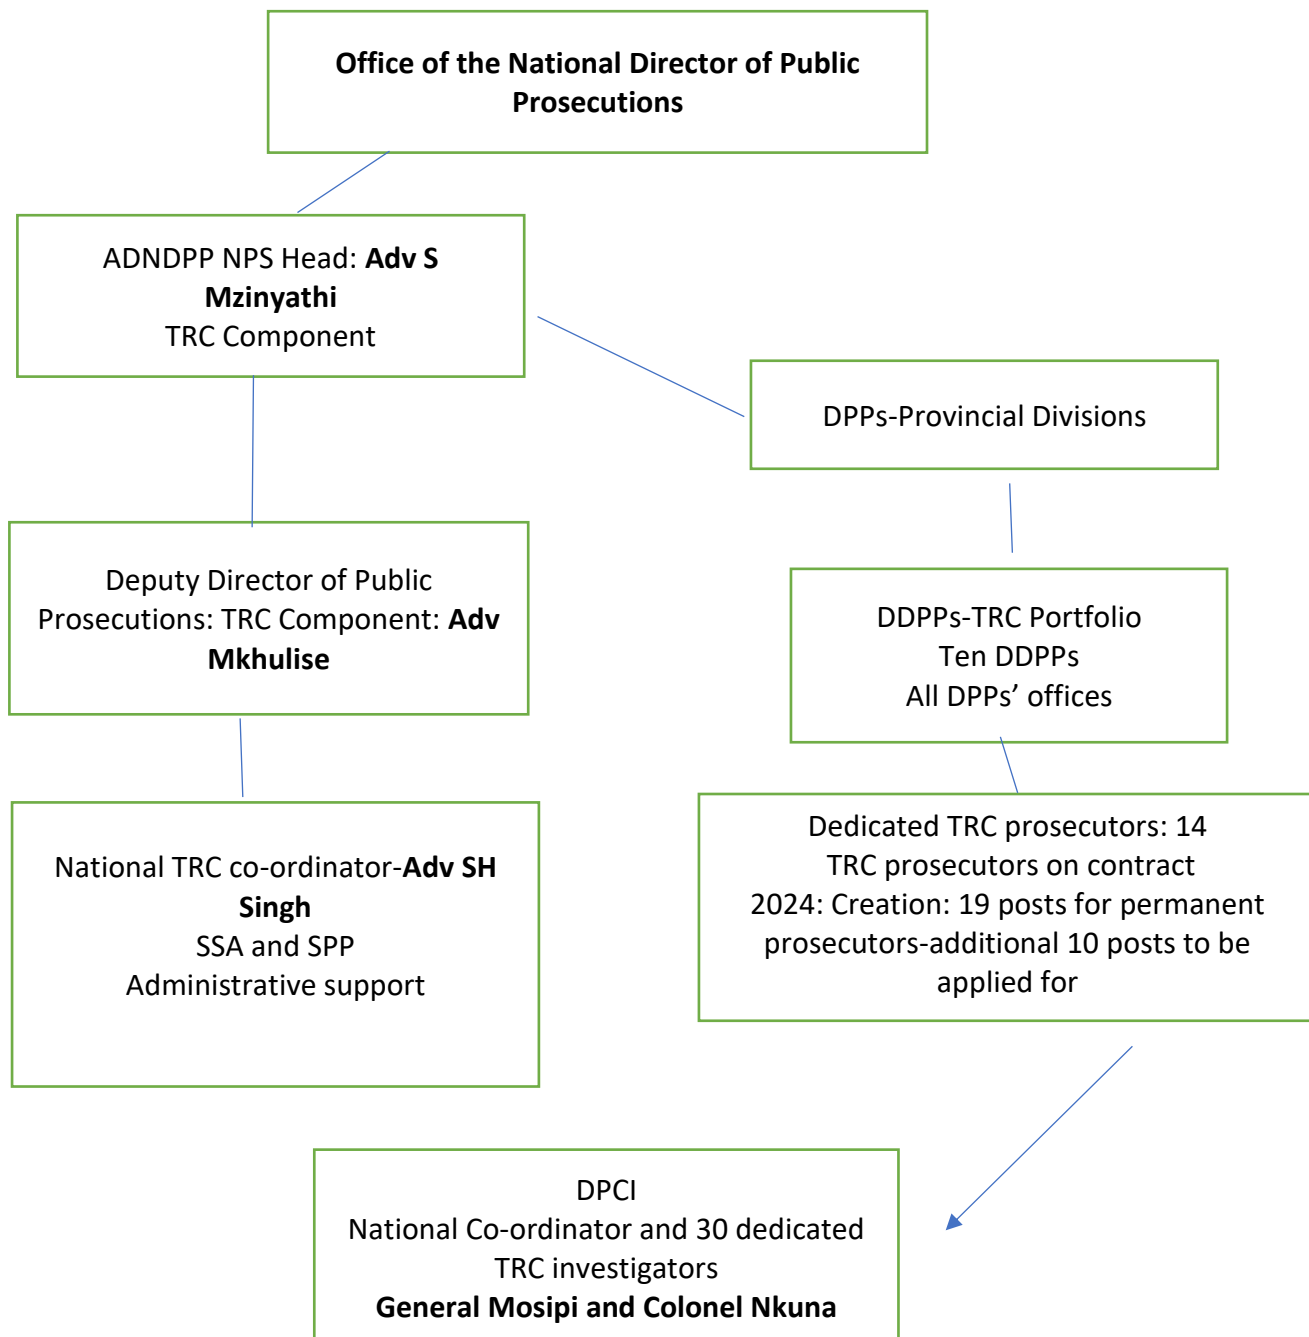 Office of the National Director of Public
Prosecutions
ADNDPP NPS Head: Adv S
Mzinyathi
TRC Component
DPPs-Provincial Divisions
Deputy Director of Public
Prosecutions: TRC Component: Adv
Mkhulise
DDPPs-TRC Portfolio
Ten DDPPs
All DPPs’ offices
National TRC co-ordinator-Adv SH
Singh
SSA and SPP
Administrative support
Dedicated TRC prosecutors: 14
TRC prosecutors on contract
2024: Creation: 19 posts for permanent
prosecutors-additional 10 posts to be
applied for
DPCI
National Co-ordinator and 30 dedicated
TRC investigators
General Mosipi and Colonel Nkuna